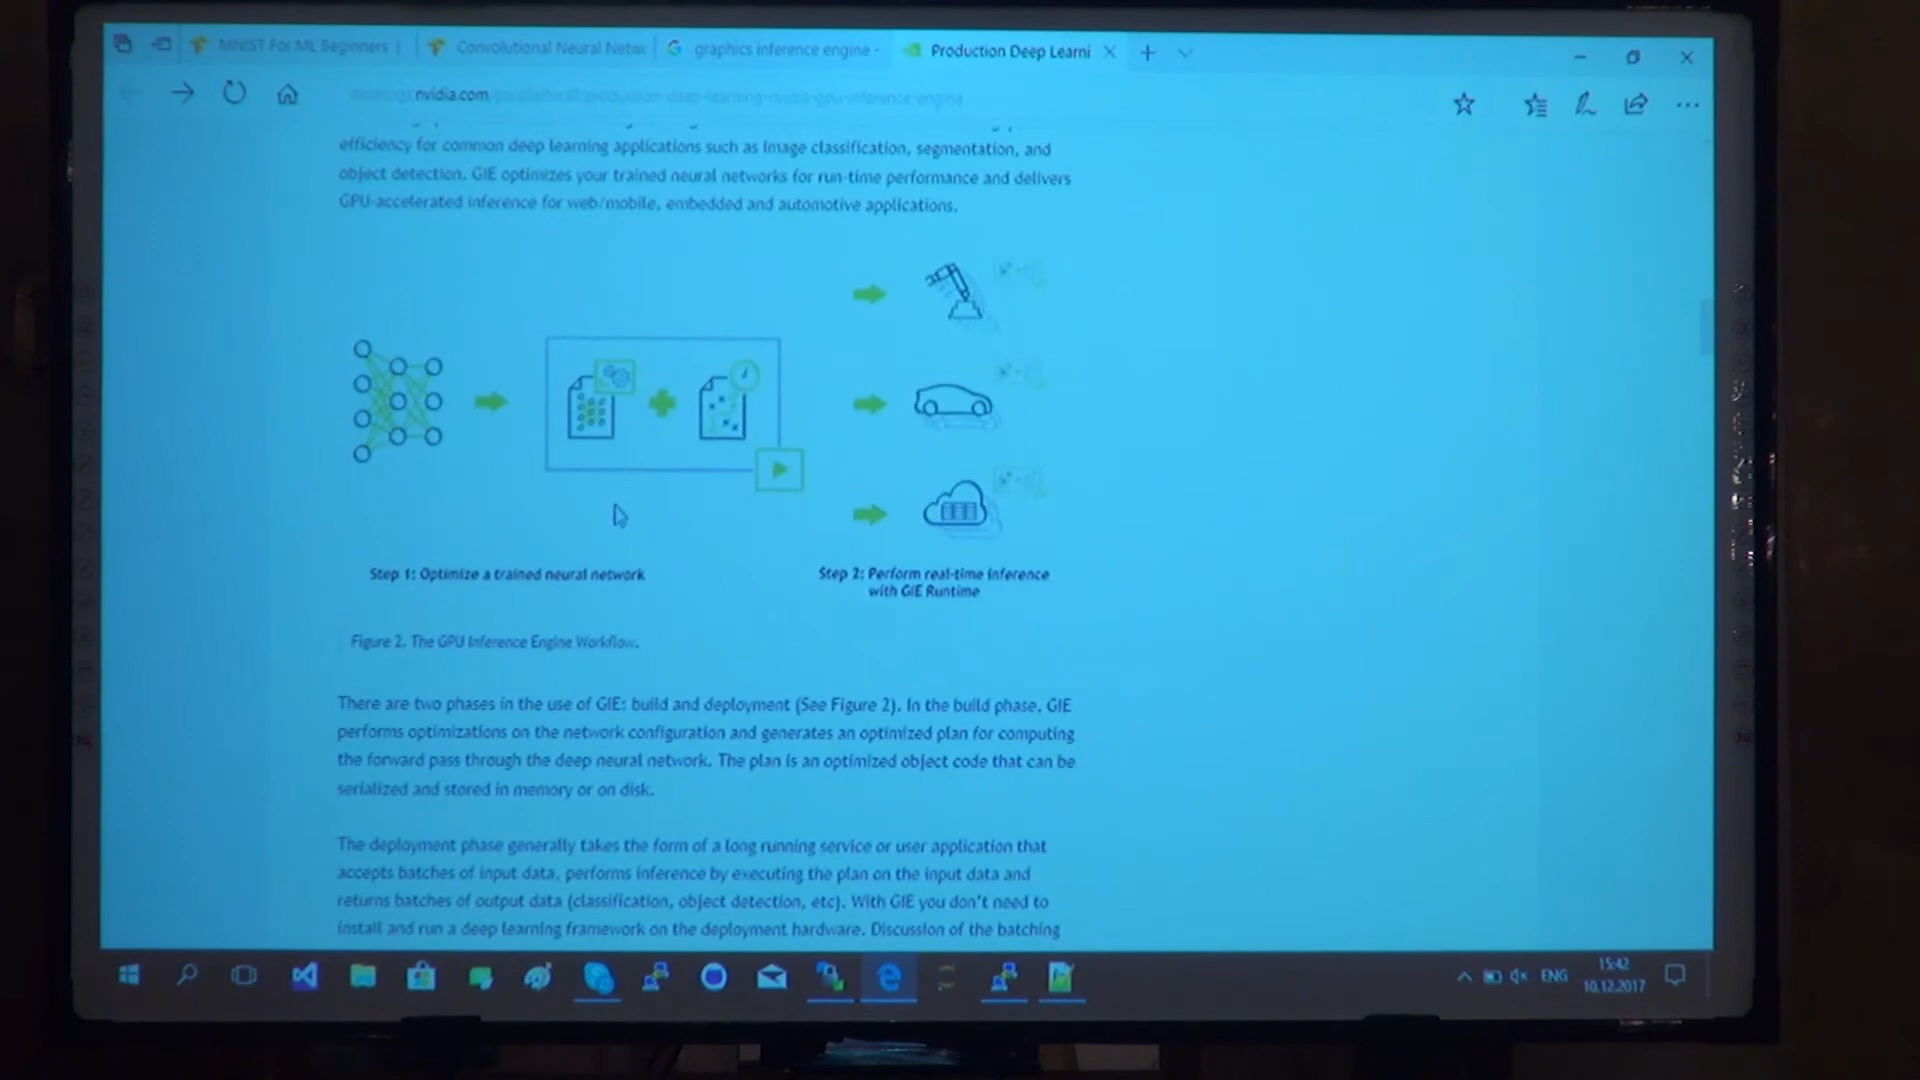 MNIST For ML Beginners |
Convolutional Neural Netw
graphics inference engine -
Production Deep Learni
devblogs.nvidia.com/parallelforall/production-deep-learning-nvidia-gpu-inference-engine
efficiency for common deep learning applications such as image classification, segmentation, and
object detection. GIE optimizes your trained neural networks for run-time performance and delivers
GPU-accelerated inference for web/mobile, embedded and automotive applications.
Step 1: Optimize a trained neural network
Step 2: Perform real-time inference
with GIE Runtime
Figure 2. The GPU Inference Engine Workflow.
There are two phases in the use of GIE: build and deployment (See Figure 2). In the build phase, GIE
performs optimizations on the network configuration and generates an optimized plan for computing
the forward pass through the deep neural network. The plan is an optimized object code that can be
serialized and stored in memory or on disk.
The deployment phase generally takes the form of a long running service or user application that
accepts batches of input data, performs inference by executing the plan on the input data and
returns batches of output data (classification, object detection, etc). With GIE you don't need to
install and run a deep learning framework on the deployment hardware. Discussion of the batching
ENG
15:42
10.12.2017